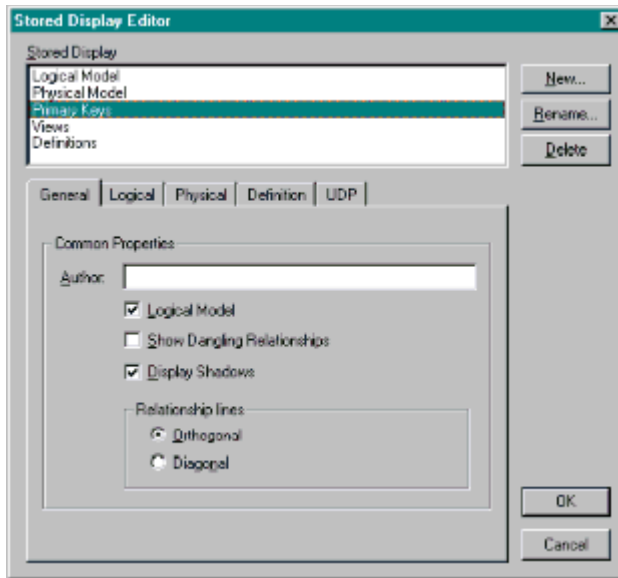 Stored Display Editor
Stored Display
Logical Model
Physical Model
Primary Keys
Views
Definitions
New...
Rename...
Delete
General Logical Physical Definition UDP
Common Properties
Author:
Logical Model
Show Dangling Relationships
Display Shadows
Relationship lines
Orthogonal
Diagonal
OK
Cancel